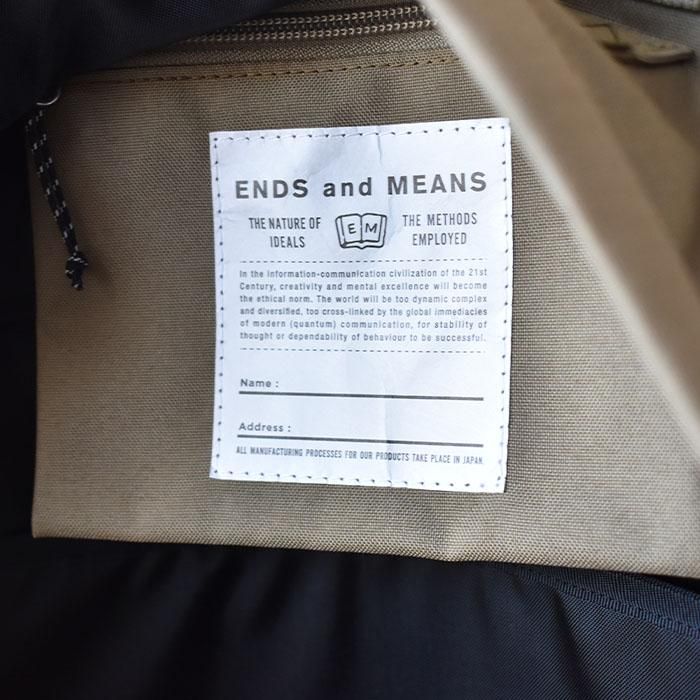 ENDS and MEANS
THE NATURE OF IDEALS
E M
THE METHODS EMPLOYED
In the information-communication civilization of the 21st
Century, creativity and mental excellence will become
the ethical norm. The world will be too dynamic complex
and diversified, too cross-linked by the global immediacies
of modern (quantum) communication, for stability of
thought or dependability of behaviour to be successful.
Name :
Address :
ALL MANUFACTURING PROCESSES FOR OUR PRODUCTS TAKE PLACE IN JAPAN.